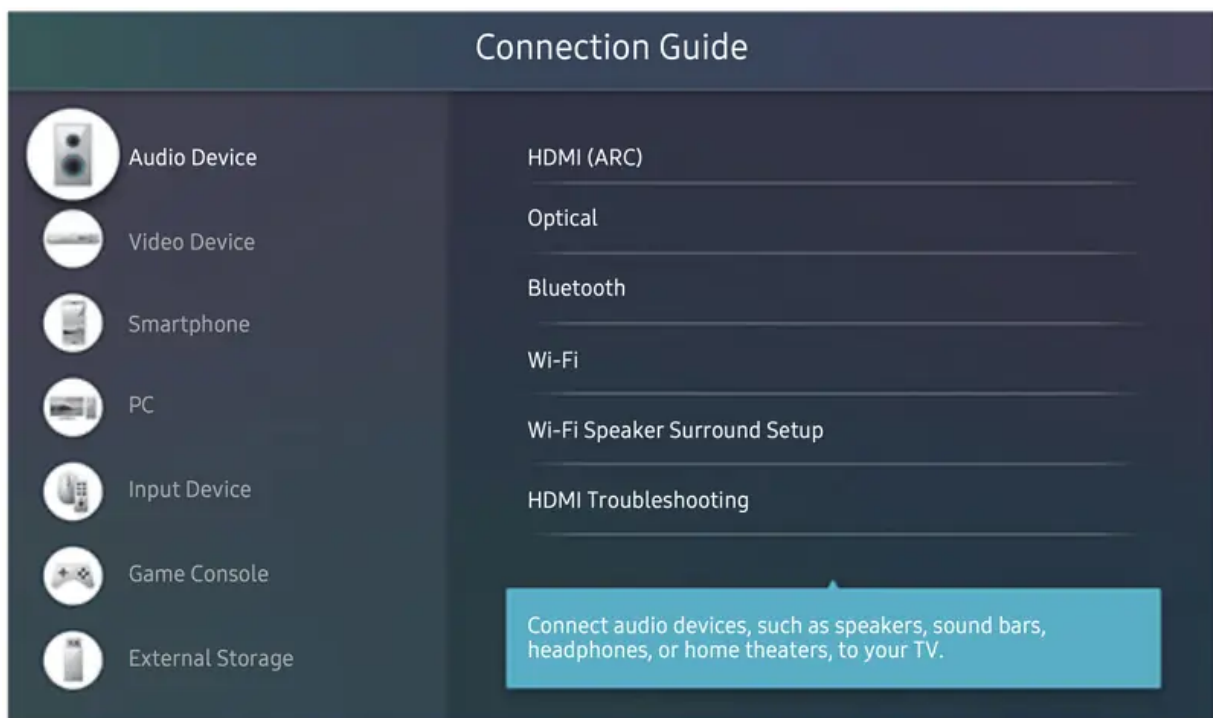 Connection Guide
Audio Device
Video Device
Smartphone
PC
Input Device
Game Console
External Storage
HDMI (ARC)
Optical
Bluetooth
Wi-Fi
Wi-Fi Speaker Surround Setup
HDMI Troubleshooting
Connect audio devices, such as speakers, sound bars,
headphones, or home theaters, to your TV.